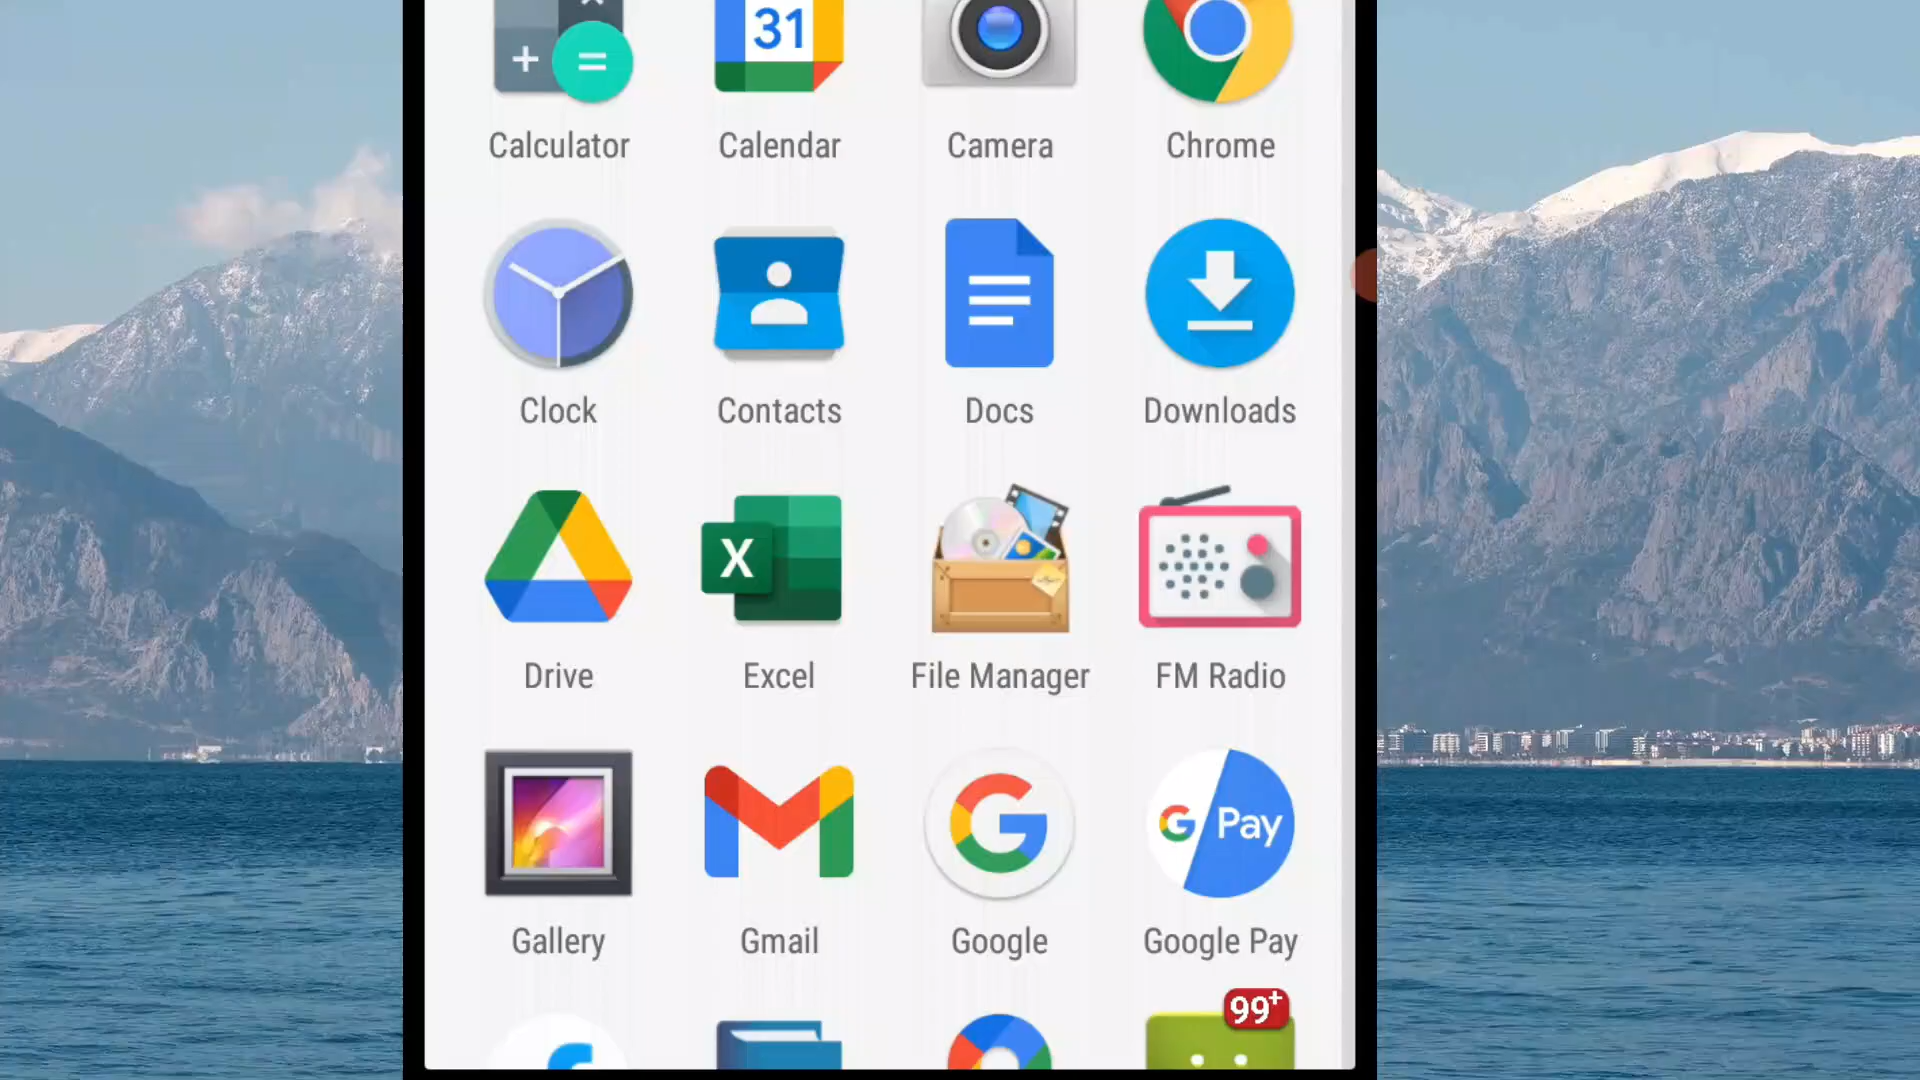 31
Calculator Calendar Camera Chrome
Clock Contacts Docs Downloads
X
Drive Excel File Manager FM Radio
G Pay
Gallery Gmail Google Google Pay
99+